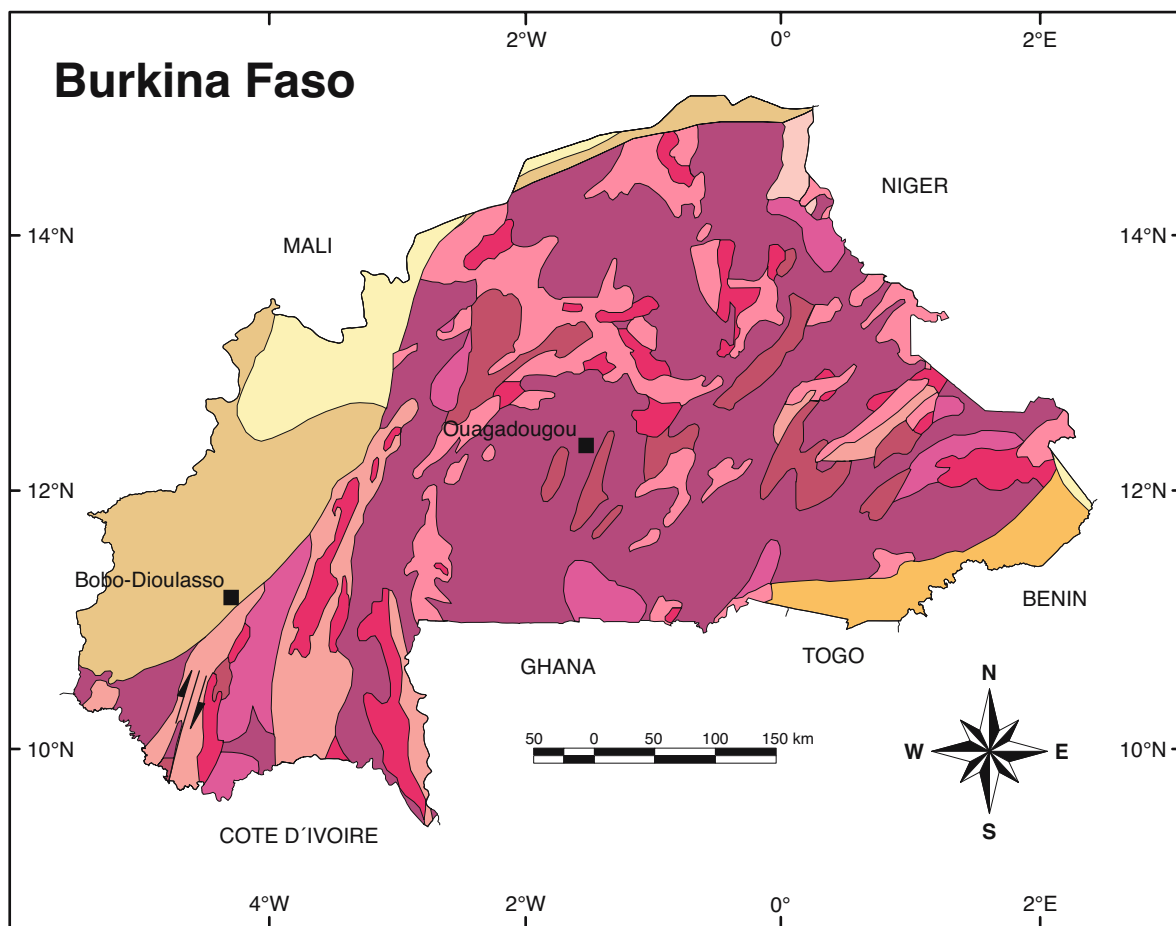 2°W 0° 2°E
Burkina Faso
NIGER
14°N MALI 14°N
Ouagadougou
12°N 12°N
Bobo-Dioulasso
BENIN
TOGO
GHANA
N
50 0 50 100 150 km
10°N W E 10°N
S
COTE D´IVOIRE
4°W 2°W 0° 2°E